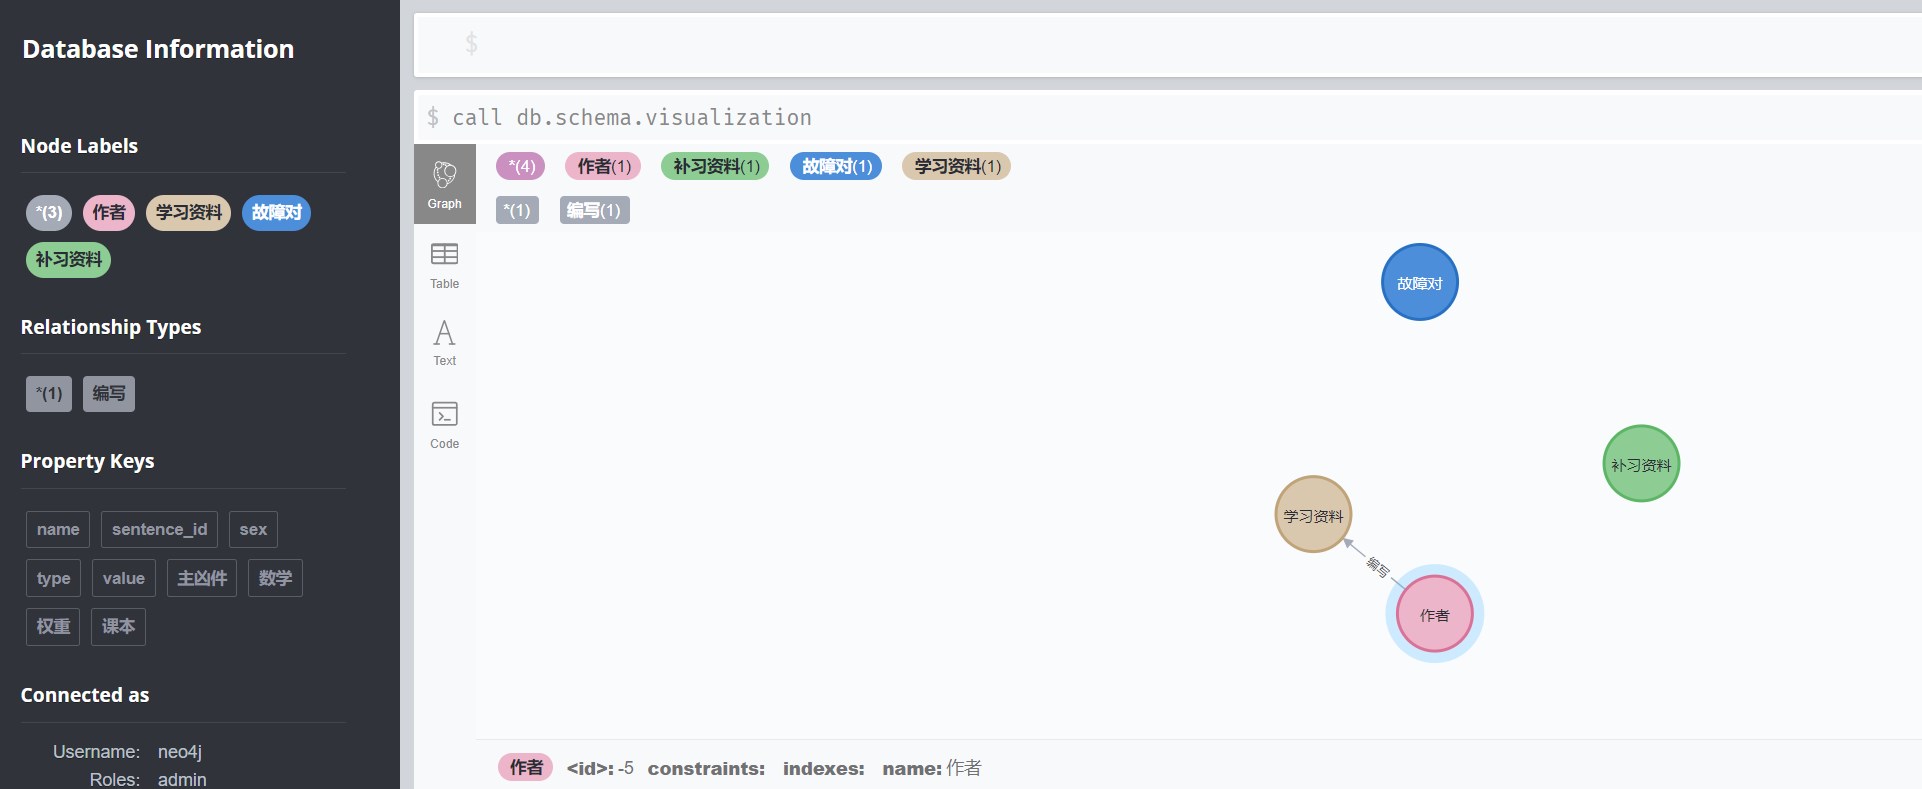 Database Information
Node Labels
*(3) 作者 学习资料 故障对
补习资料
Relationship Types
*(1) 编写
Property Keys
name sentence_id sex
type value 主凶件 数学
权重 课本
Connected as
Username: neo4j
Roles: admin
$
$ call db.schema.visualization
Graph
Table
Text
Code
*(4) 作者(1) 补习资料(1) 故障对(1) 学习资料(1)
*(1) 编写(1)
故障对
补习资料
学习资料
编写
作者
作者 <id>: -5 constraints: indexes: name: 作者